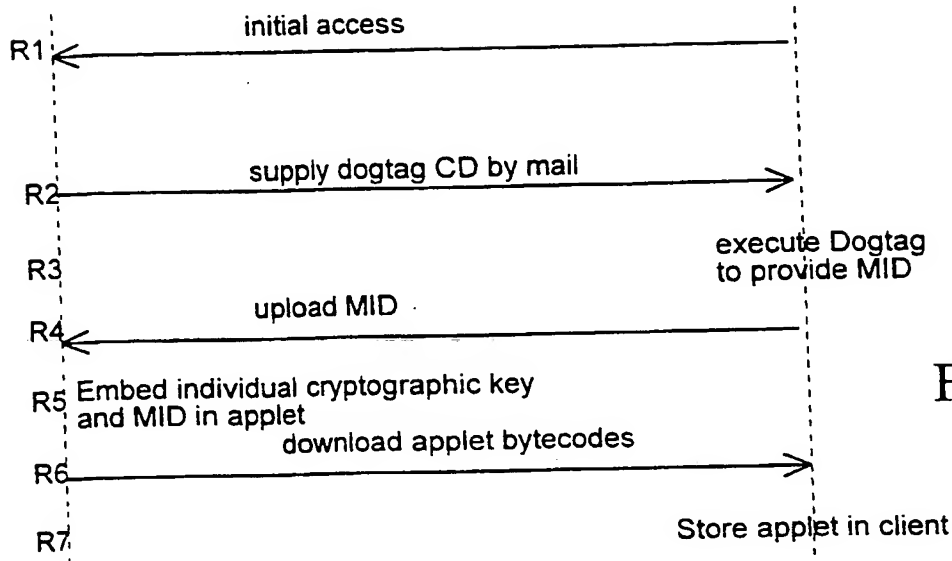 R1 initial access
R2 supply dogtag CD by mail
R3 execute Dogtag
to provide MID
R4 upload MID
R5 Embed individual cryptographic key
and MID in applet
R6 download applet bytecodes
R7 Store applet in client